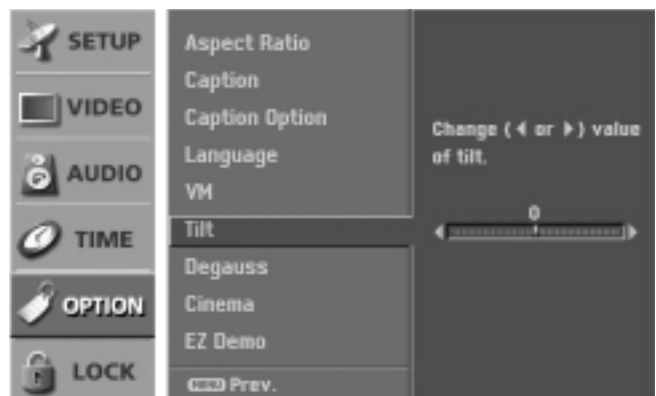 SETUP
VIDEO
AUDIO
TIME
OPTION
LOCK
Aspect Ratio
Caption
Caption Option
Language
VM
Tilt
Degauss
Cinema
EZ Demo
MENU Prev.
Change (◀ or ▶) value
of tilt.
0